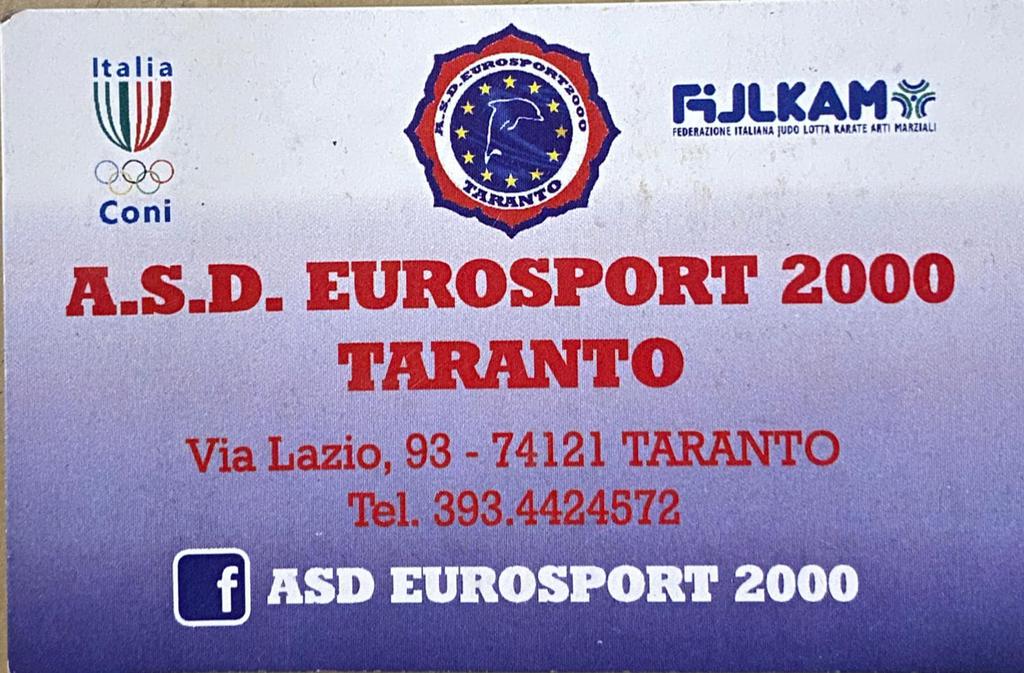 Italia
Coni
A.S.D. EUROSPORT 2000
TARANTO
FIJLKAM
FEDERAZIONE ITALIANA JUDO LOTTA KARATE ARTI MARZIALI
A.S.D. EUROSPORT 2000
TARANTO
Via Lazio, 93 - 74121 TARANTO
Tel. 393.4424572
f ASD EUROSPORT 2000